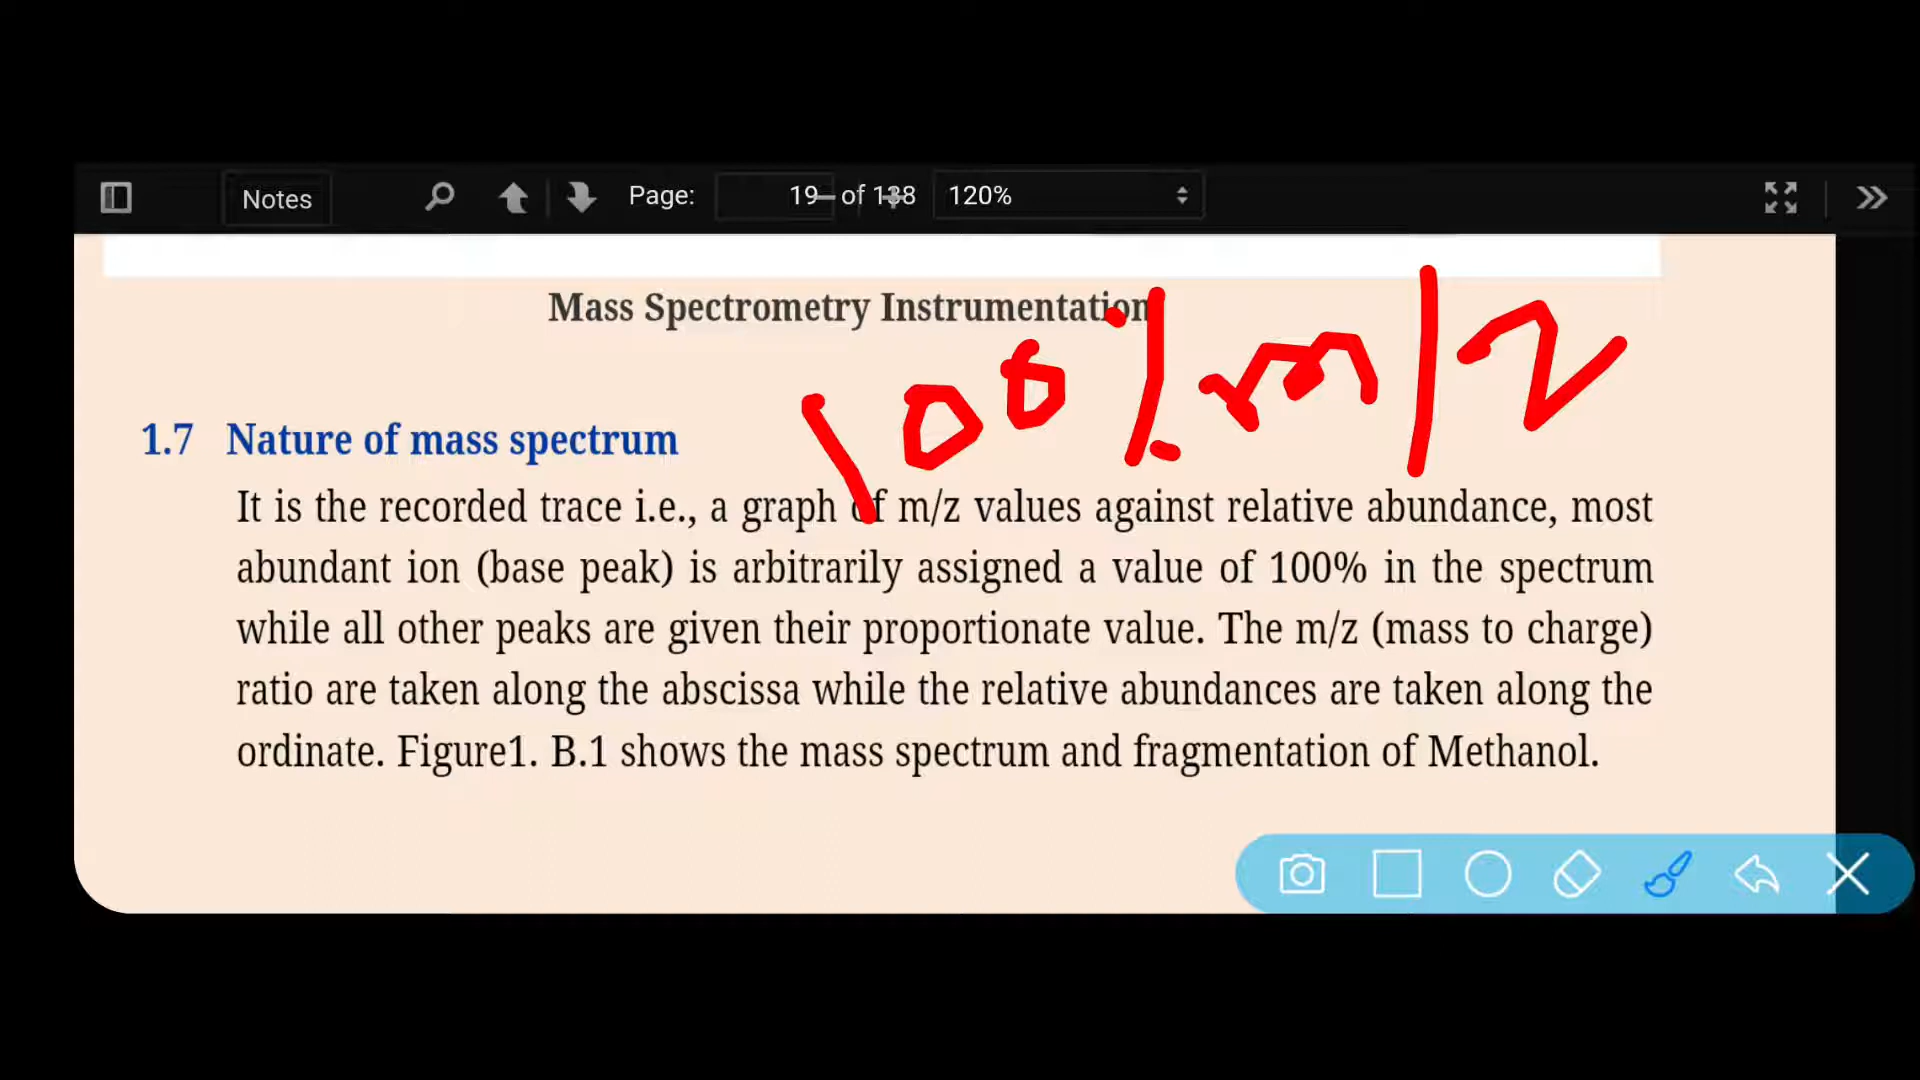 Notes Page: 19 of 138 120%
Mass Spectrometry Instrumentation
100% m/z
1.7 Nature of mass spectrum
It is the recorded trace i.e., a graph of m/z values against relative abundance, most
abundant ion (base peak) is arbitrarily assigned a value of 100% in the spectrum
while all other peaks are given their proportionate value. The m/z (mass to charge)
ratio are taken along the abscissa while the relative abundances are taken along the
ordinate. Figure1. B.1 shows the mass spectrum and fragmentation of Methanol.